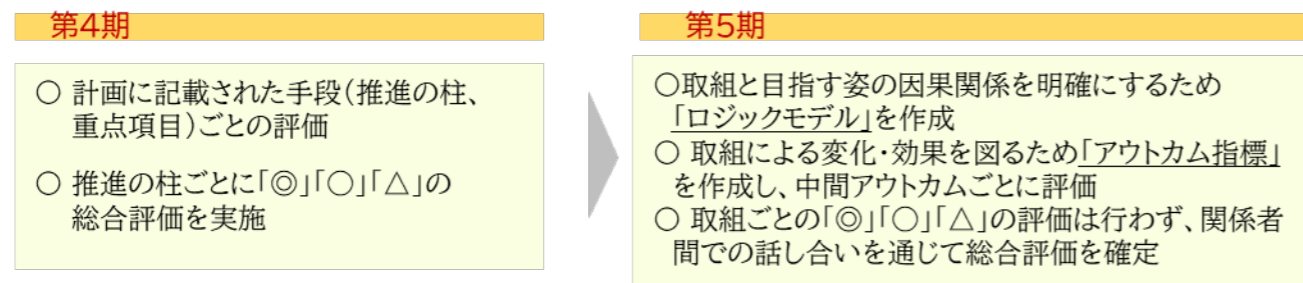 第4期
○ 計画に記載された手段(推進の柱、
重点項目)ごとの評価
○ 推進の柱ごとに「◎」「○」「△」の
総合評価を実施
第5期
○取組と目指す姿の因果関係を明確にするため
「ロジックモデル」を作成
○ 取組による変化・効果を図るため「アウトカム指標」
を作成し、中間アウトカムごとに評価
○ 取組ごとの「◎」「○」「△」の評価は行わず、関係者
間での話し合いを通じて総合評価を確定